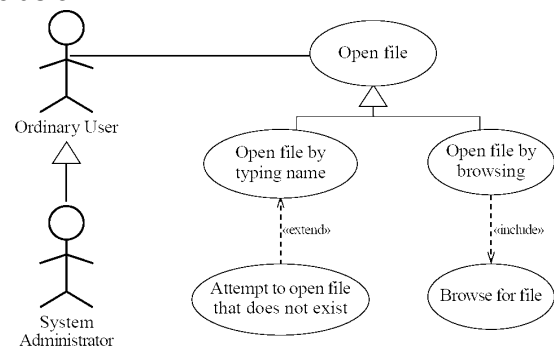 Open file
Ordinary User
Open file by
typing name
Open file by
browsing
«extend»
«include»
Attempt to open file
that does not exist
Browse for file
System
Administrator